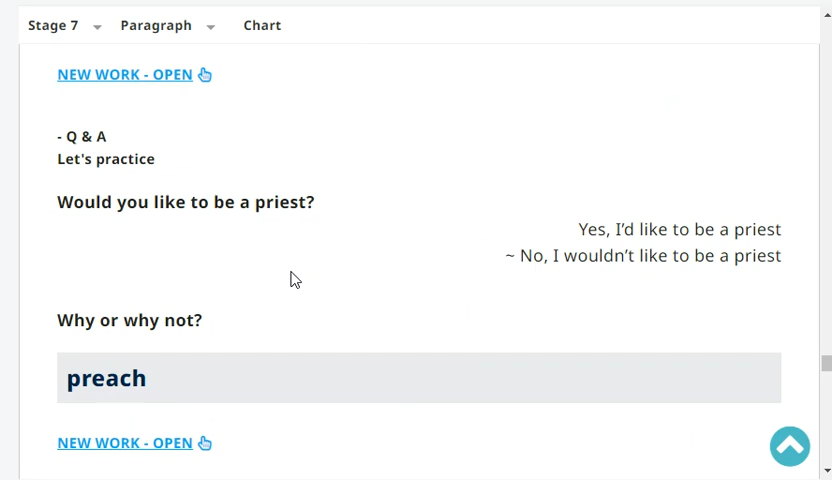 Stage 7 Paragraph Chart
NEW WORK - OPEN
- Q & A
Let's practice
Would you like to be a priest?
Yes, I’d like to be a priest
~ No, I wouldn’t like to be a priest
Why or why not?
preach
NEW WORK - OPEN